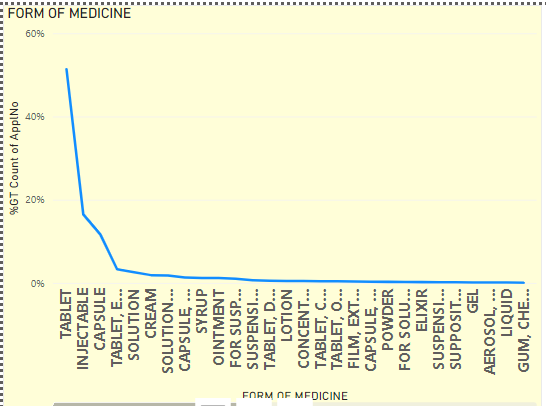 FORM OF MEDICINE
60%
40%
20%
0%
%GT Count of ApplNo
TABLET
INJECTABLE
CAPSULE
TABLET, E...
SOLUTION
CREAM
SOLUTION...
CAPSULE, ...
SYRUP
OINTMENT
FOR SUSP...
SUSPENSI...
TABLET, D...
LOTION
CONCENT...
TABLET, C...
TABLET, O...
FILM, EXT...
CAPSULE, ...
POWDER
FOR SOLU...
ELIXIR
SUSPENSI...
SUPPOSIT...
GEL
AEROSOL, ...
LIQUID
GUM, CHE...
FORM OF MEDICINE